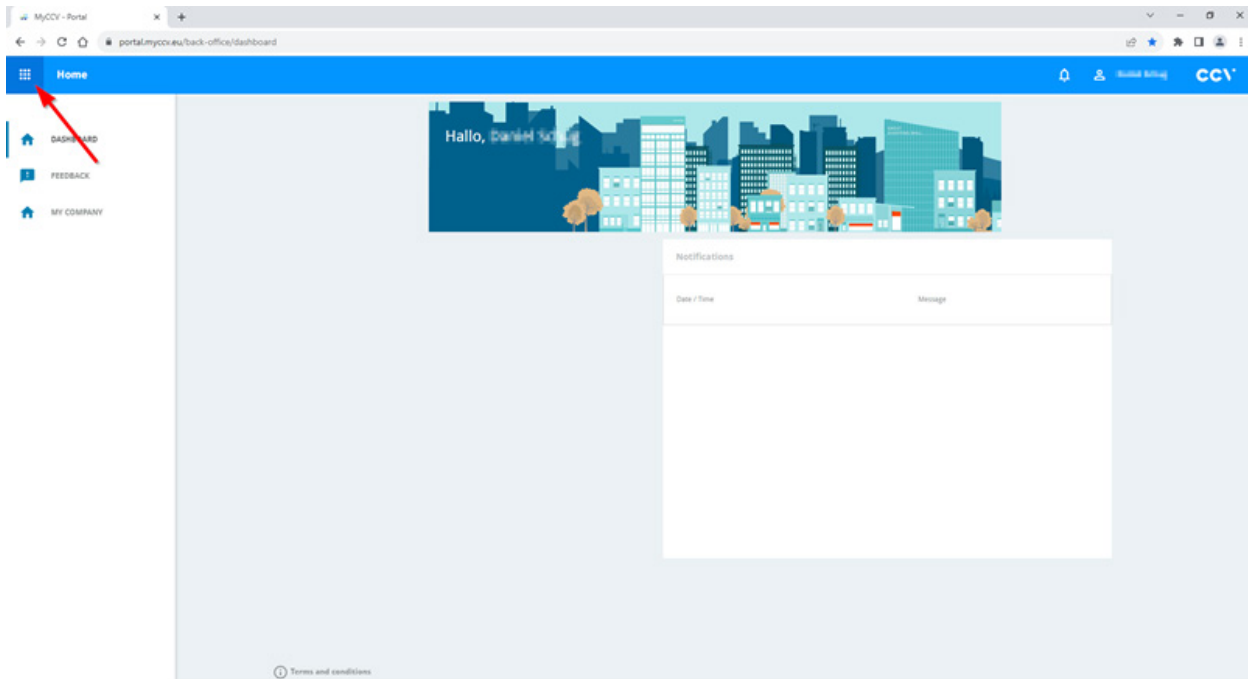 MyCCV - Portal
portal.myccv.eu/back-office/dashboard
Home
CCV
DASHBOARD
FEEDBACK
MY COMPANY
Hallo,
Notifications
Date / Time Message
Terms and conditions